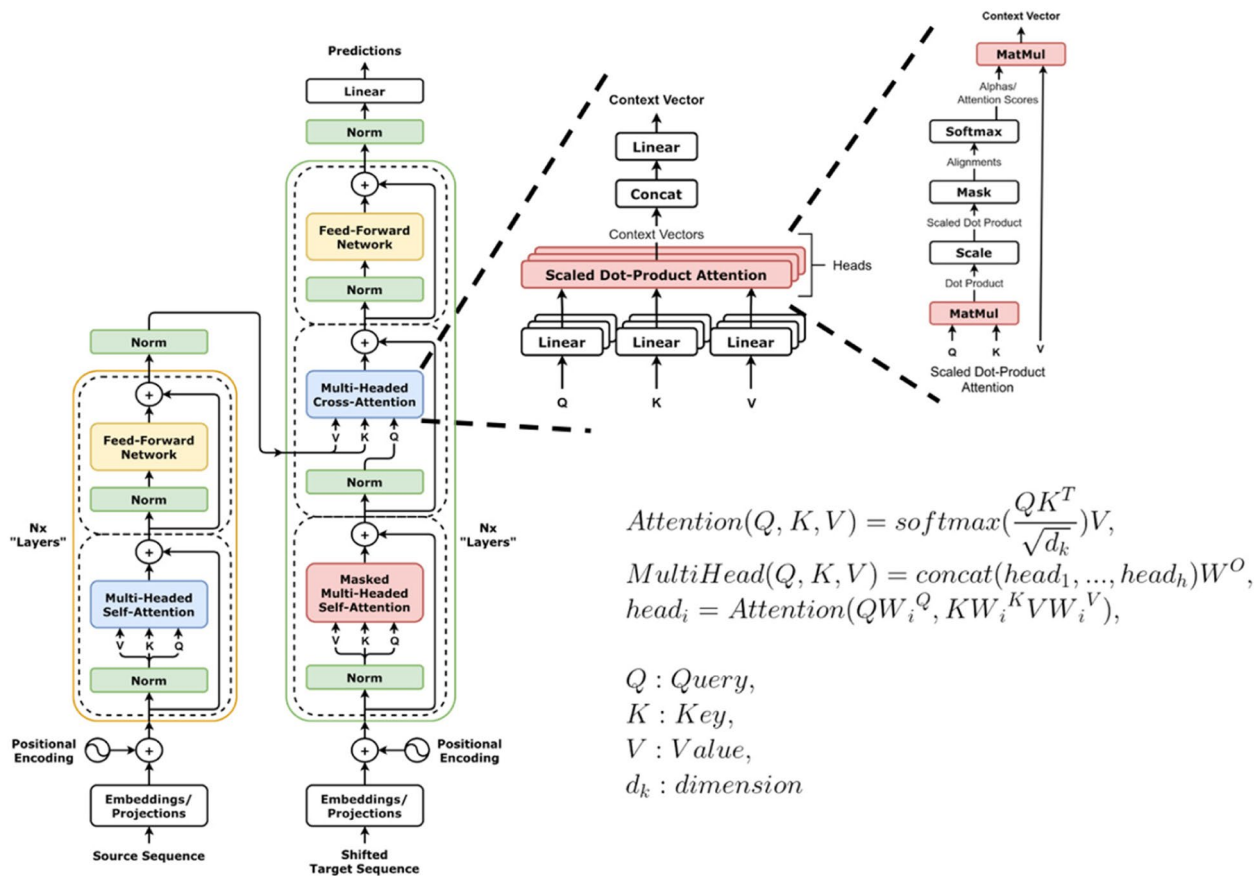 Predictions
Linear
Norm
+
Feed-Forward
Network
Norm
+
Multi-Headed
Cross-Attention
V K Q
Norm
+
Masked
Multi-Headed
Self-Attention
V K Q
Norm
Nx
"Layers"
+
Positional
Encoding
Embeddings/
Projections
Shifted
Target Sequence
Norm
+
Feed-Forward
Network
Norm
Nx
"Layers"
+
Multi-Headed
Self-Attention
V K Q
Norm
Positional
Encoding
+
Embeddings/
Projections
Source Sequence
Context Vector
Linear
Concat
Context Vectors
Scaled Dot-Product Attention
Heads
Linear Linear Linear
Q K V
Context Vector
MatMul
Alphas/
Attention Scores
Softmax
Alignments
Mask
Scaled Dot Product
Scale
Dot Product
MatMul
Q K V
Scaled Dot-Product
Attention
Attention(Q, K, V) = softmax(\frac{QK^T}{\sqrt{d_k}})V,
MultiHead(Q, K, V) = concat(head_1, ..., head_h)W^O,
head_i = Attention(QW_i^Q, KW_i^K VW_i^V),
Q : Query,
K : Key,
V : Value,
d_k : dimension